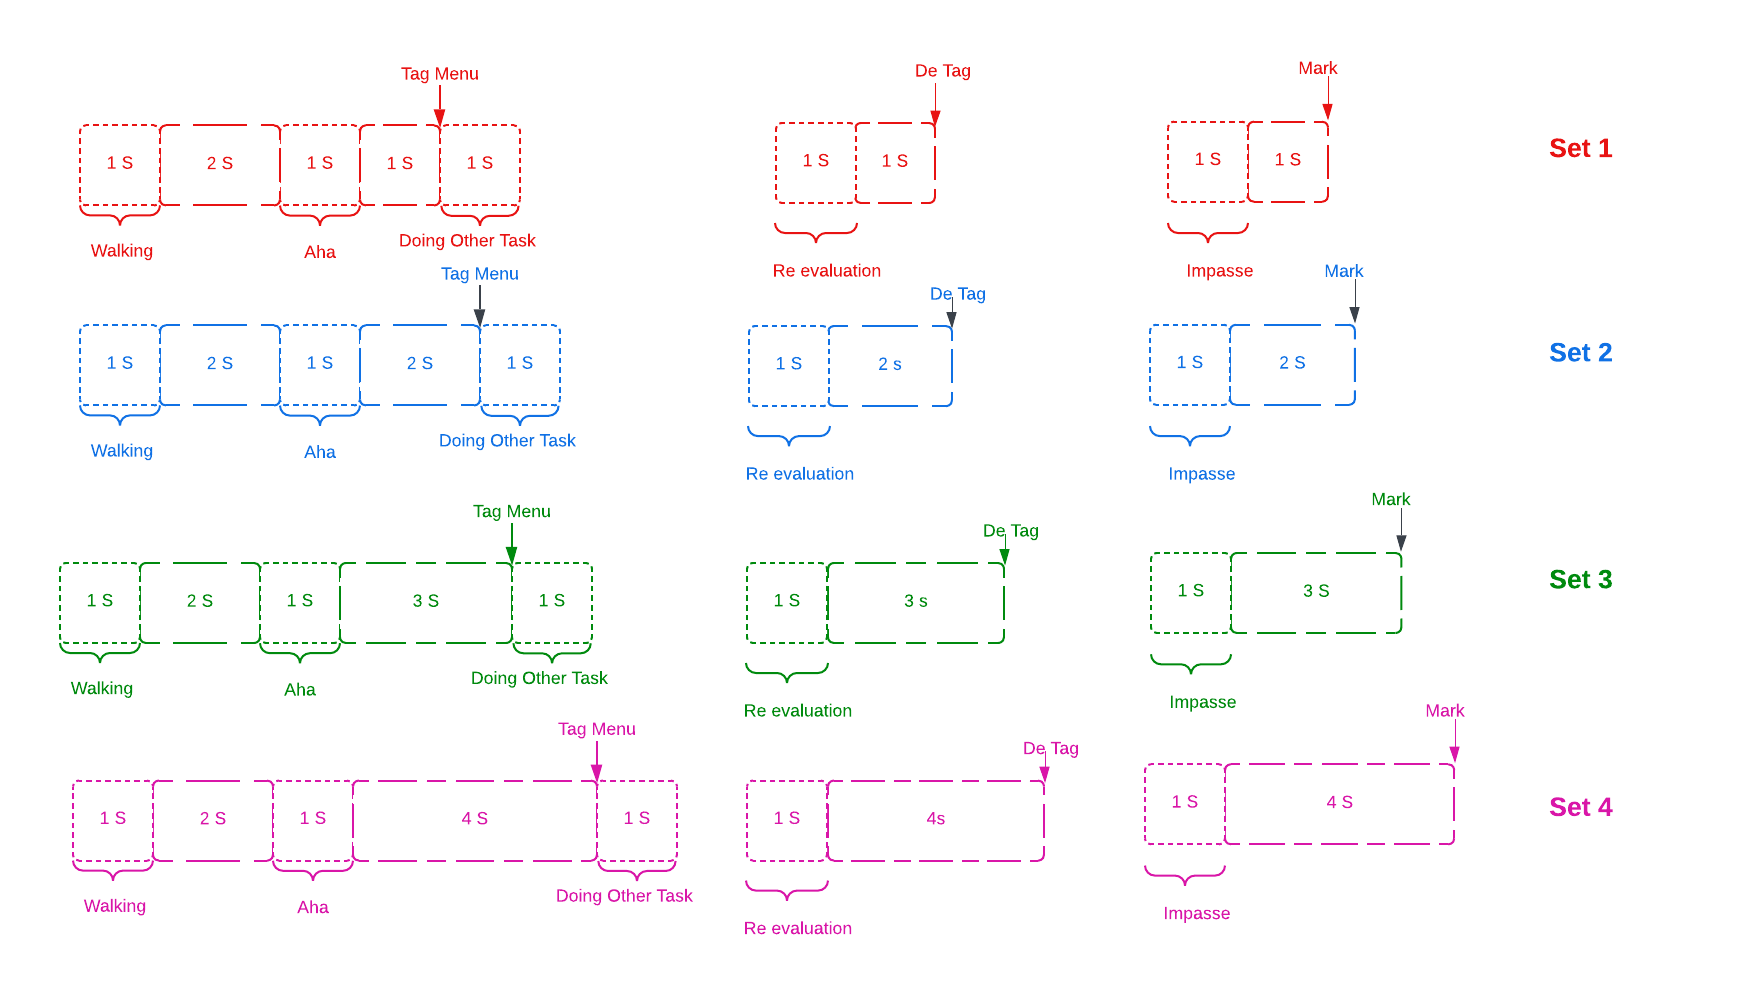 Tag Menu
De Tag
Mark
1 S 2 S 1 S 1 S 1 S
1 S 1 S
1 S 1 S
Set 1
Walking
Aha
Doing Other Task
Re evaluation
Impasse
Tag Menu
De Tag
Mark
1 S 2 S 1 S 2 S 1 S
1 S 2 s
1 S 2 S
Set 2
Walking
Aha
Doing Other Task
Re evaluation
Impasse
Tag Menu
De Tag
Mark
1 S 2 S 1 S 3 S 1 S
1 S 3 s
1 S 3 S
Set 3
Walking
Aha
Doing Other Task
Re evaluation
Impasse
Tag Menu
De Tag
Mark
1 S 2 S 1 S 4 S 1 S
1 S 4s
1 S 4 S
Set 4
Walking
Aha
Doing Other Task
Re evaluation
Impasse